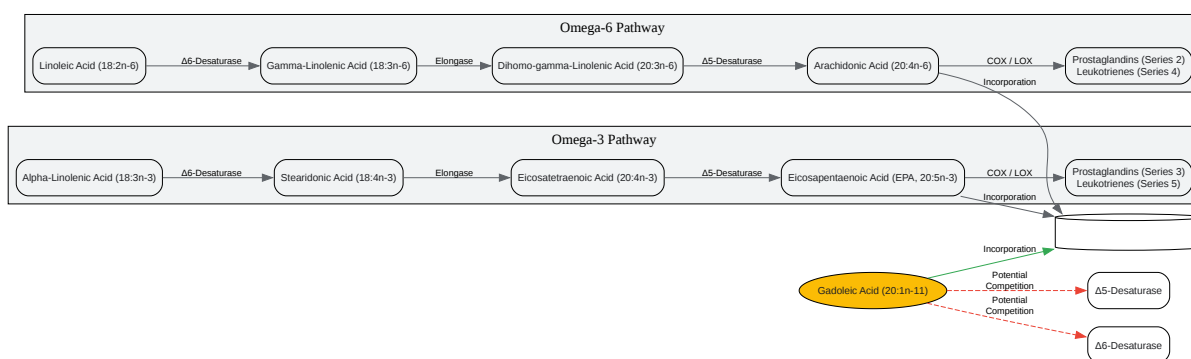 Omega-6 Pathway
Linoleic Acid (18:2n-6)
Δ6-Desaturase
Gamma-Linolenic Acid (18:3n-6)
Elongase
Dihomo-gamma-Linolenic Acid (20:3n-6)
Δ5-Desaturase
Arachidonic Acid (20:4n-6)
COX / LOX
Incorporation
Prostaglandins (Series 2)
Leukotrienes (Series 4)
Omega-3 Pathway
Alpha-Linolenic Acid (18:3n-3)
Δ6-Desaturase
Stearidonic Acid (18:4n-3)
Elongase
Eicosatetraenoic Acid (20:4n-3)
Δ5-Desaturase
Eicosapentaenoic Acid (EPA, 20:5n-3)
COX / LOX
Incorporation
Prostaglandins (Series 3)
Leukotrienes (Series 5)
Incorporation
Gadoleic Acid (20:1n-11)
Potential
Competition
Δ5-Desaturase
Potential
Competition
Δ6-Desaturase